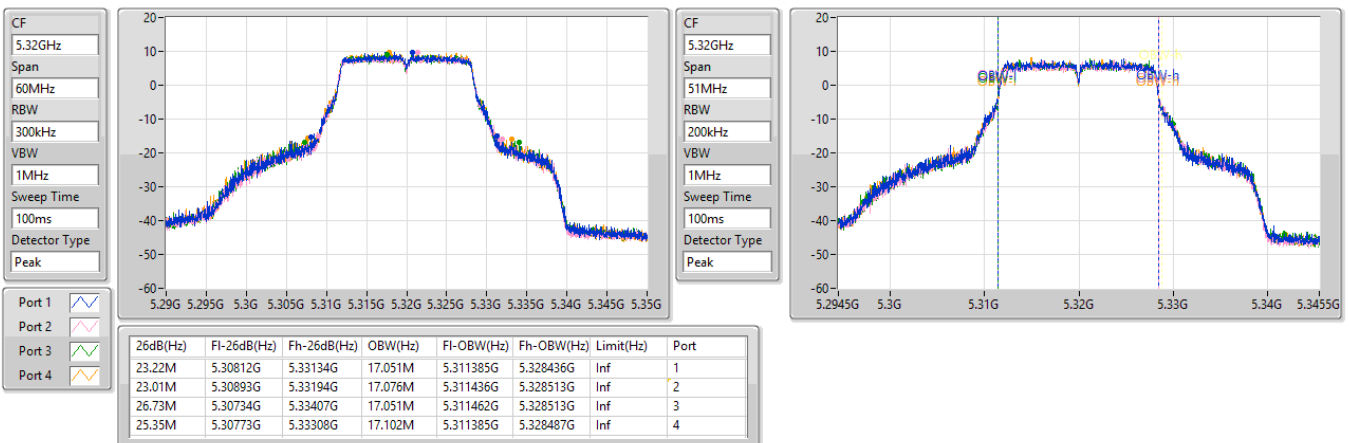 CF
5.32GHz
Span
60MHz
RBW
300kHz
VBW
1MHz
Sweep Time
100ms
Detector Type
Peak
20
10
0
-10
-20
-30
-40
-50
-60
5.29G 5.295G 5.3G 5.305G 5.31G 5.315G 5.32G 5.325G 5.33G 5.335G 5.34G 5.345G 5.35G
CF
5.32GHz
Span
51MHz
RBW
200kHz
VBW
1MHz
Sweep Time
100ms
Detector Type
Peak
20
10
0
-10
-20
-30
-40
-50
-60
OBW-l OBW-h
5.2945G 5.3G 5.31G 5.32G 5.33G 5.34G 5.3455G
Port 1
Port 2
Port 3
Port 4
26dB(Hz) Fl-26dB(Hz) Fh-26dB(Hz) OBW(Hz) Fl-OBW(Hz) Fh-OBW(Hz) Limit(Hz) Port
23.22M 5.30812G 5.33134G 17.051M 5.311385G 5.328436G Inf 1
23.01M 5.30893G 5.33194G 17.076M 5.311436G 5.328513G Inf 2
26.73M 5.30734G 5.33407G 17.051M 5.311462G 5.328513G Inf 3
25.35M 5.30773G 5.33308G 17.102M 5.311385G 5.328487G Inf 4